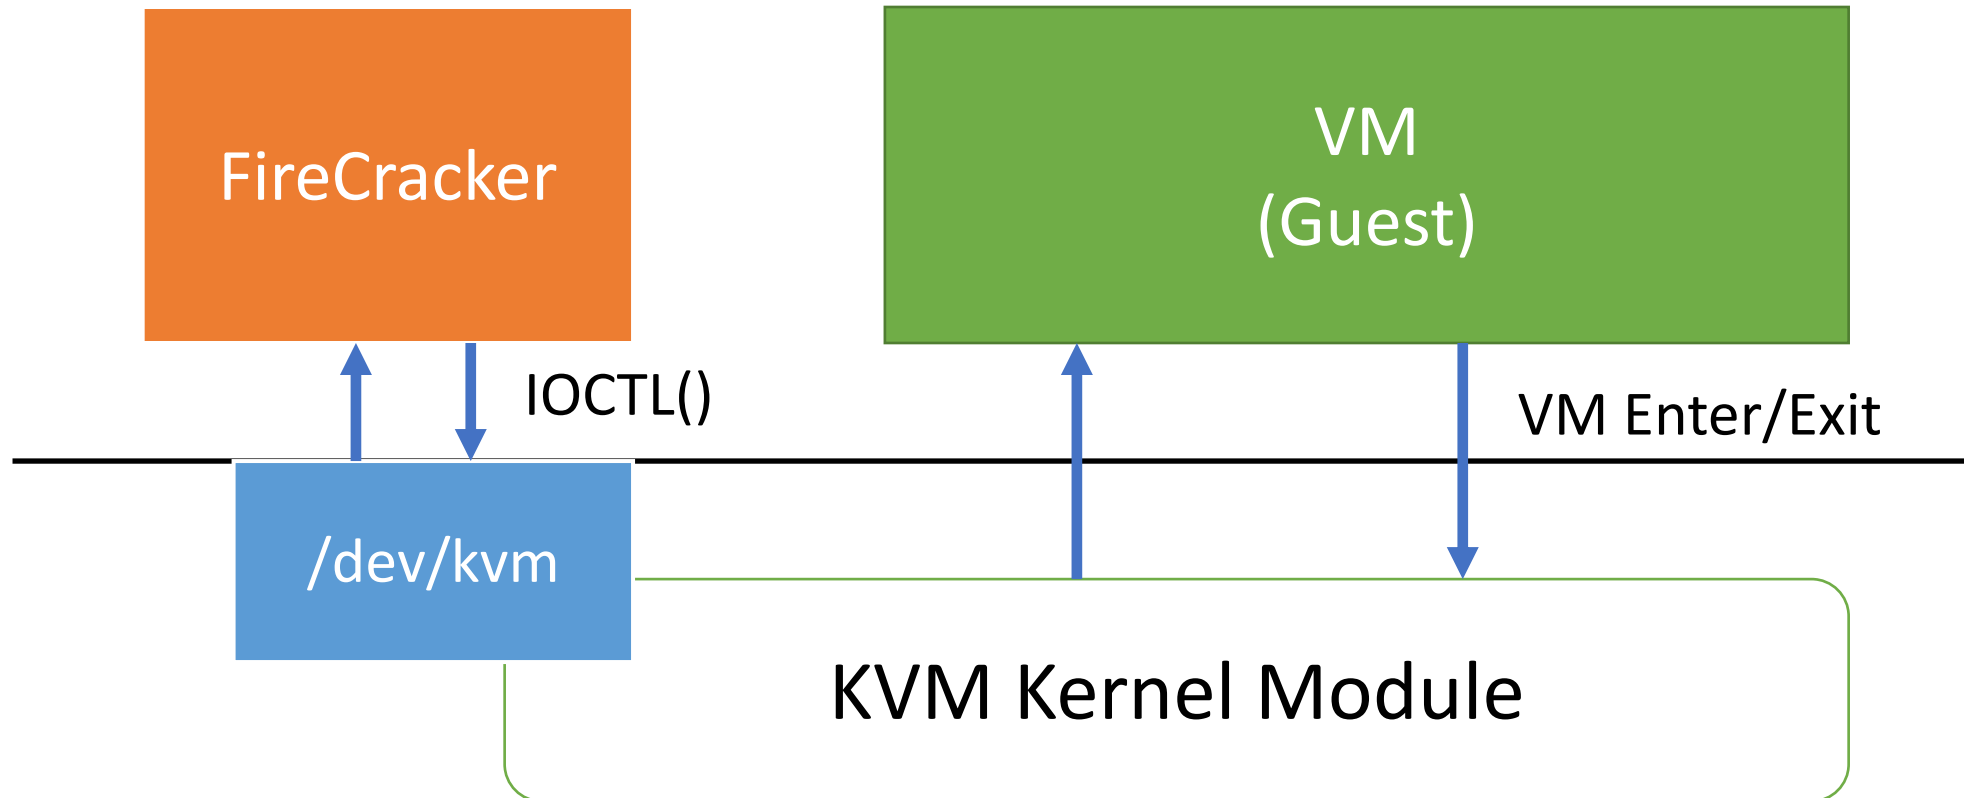 FireCracker
VM
(Guest)
IOCTL()
VM Enter/Exit
/dev/kvm
KVM Kernel Module